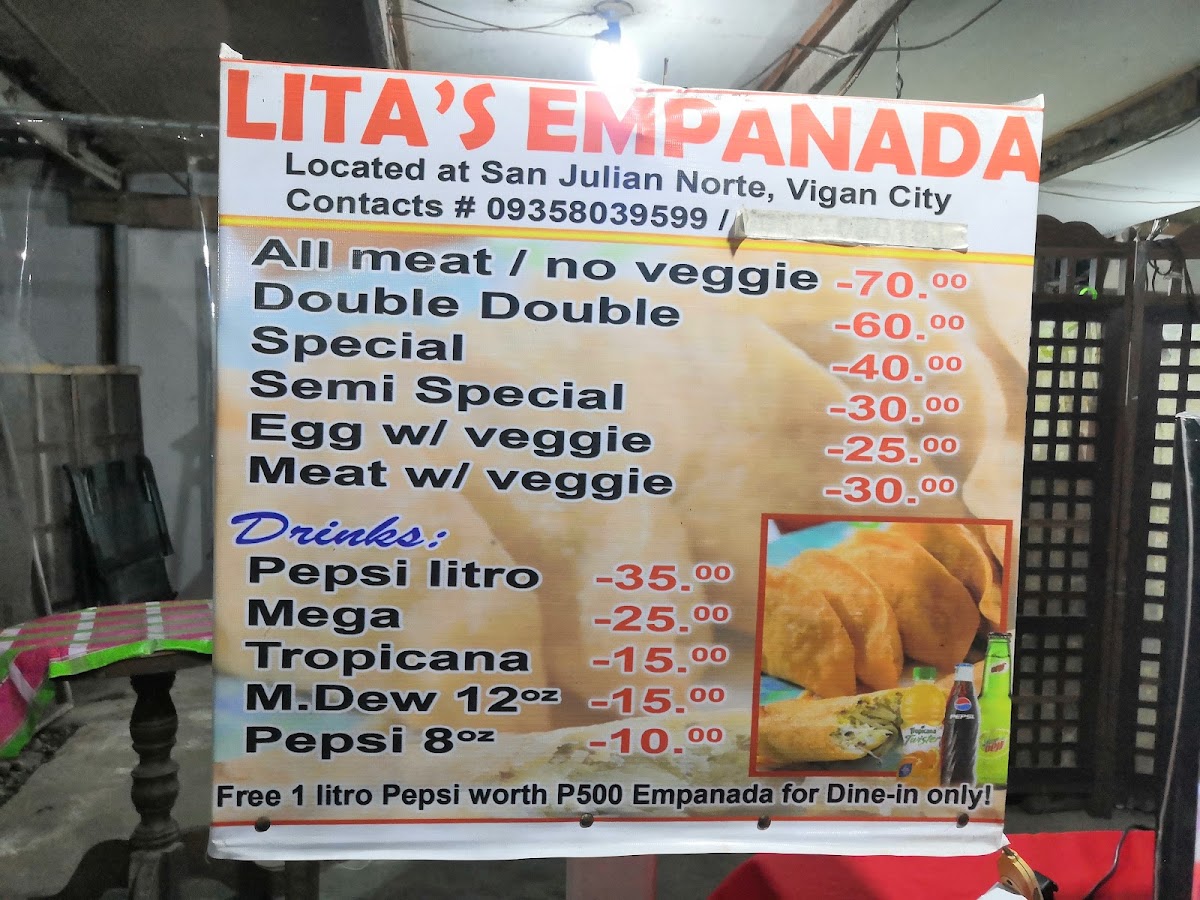 LITA'S EMPANADA
Located at San Julian Norte, Vigan City
Contacts # 09358039599 /
All meat / no veggie -70.00
Double Double -60.00
Special -40.00
Semi Special -30.00
Egg w/ veggie -25.00
Meat w/ veggie -30.00
Drinks:
Pepsi litro -35.00
Mega -25.00
Tropicana -15.00
M.Dew 12oz -15.00
Pepsi 8oz -10.00
Tropicana
Twister
PEPSI
Free 1 litro Pepsi worth P500 Empanada for Dine-in only!